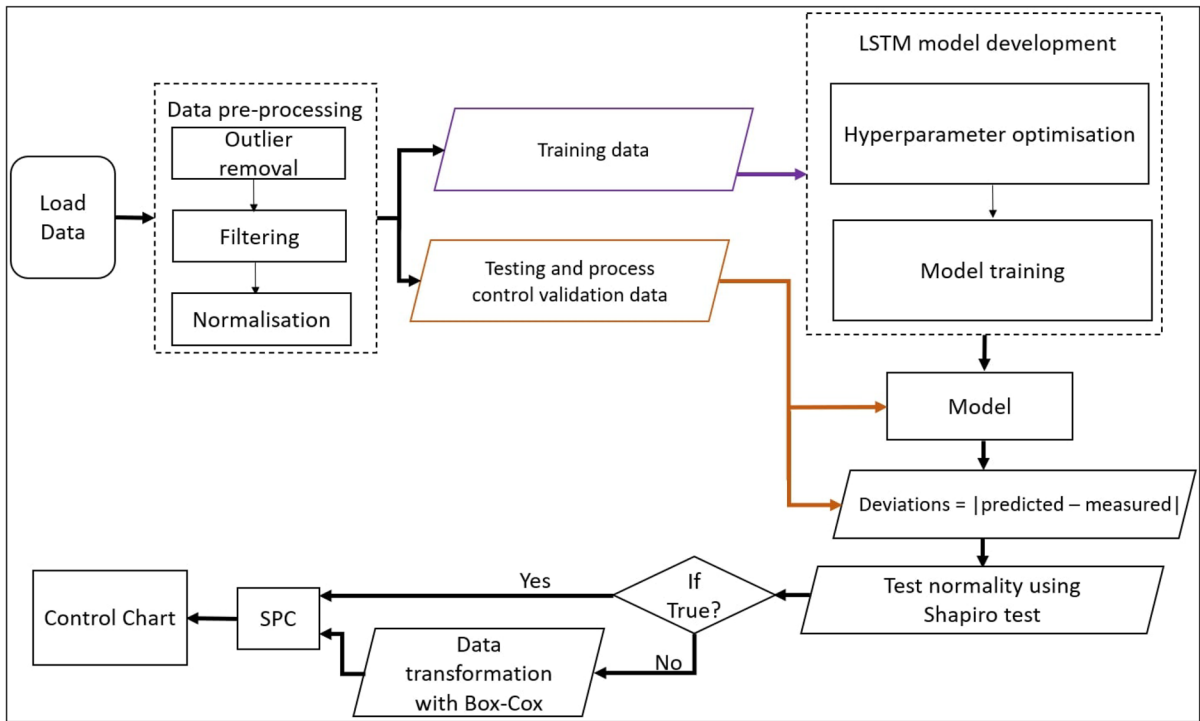 Load
Data
Data pre-processing
Outlier
removal
Filtering
Normalisation
Training data
Testing and process
control validation data
LSTM model development
Hyperparameter optimisation
Model training
Model
Deviations = |predicted – measured|
Test normality using
Shapiro test
If
True?
Yes
No
Data
transformation
with Box-Cox
SPC
Control Chart